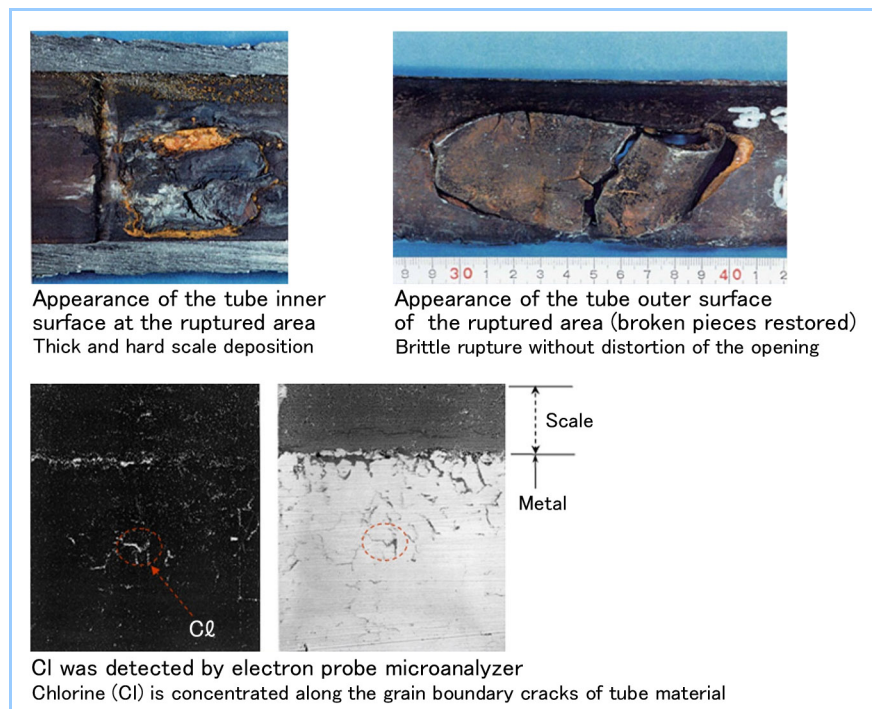 8 9 30 1 2 3 4 5 6 7 8 9 40 1 2
Appearance of the tube inner
surface at the ruptured area
Thick and hard scale deposition
Appearance of the tube outer surface
of the ruptured area (broken pieces restored)
Brittle rupture without distortion of the opening
Scale
Metal
Cℓ
Cl was detected by electron probe microanalyzer
Chlorine (Cl) is concentrated along the grain boundary cracks of tube material